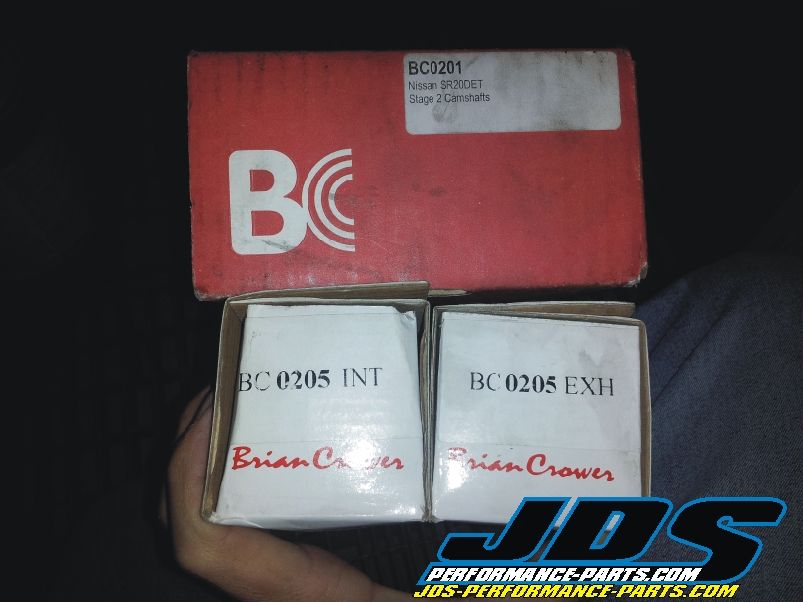 BC0201
Nissan SR20DET
Stage 2 Camshafts
BC
BC 0205 INT
BC 0205 EXH
Brian Crower
Brian Crower
JDS
PERFORMANCE-PARTS.COM
JDS-PERFORMANCE-PARTS.COM